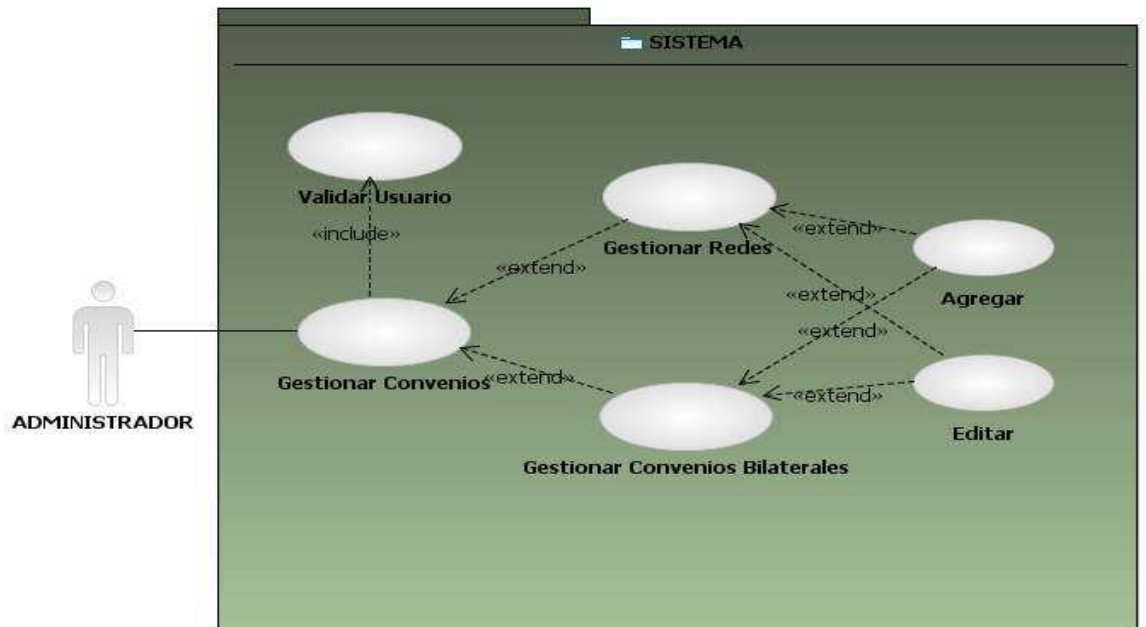 SISTEMA
Validar Usuario
«include»
Gestionar Redes
«extend»
«extend»
Agregar
«extend»
«extend»
ADMINISTRADOR
Gestionar Convenios
«extend»
«extend»
Editar
Gestionar Convenios Bilaterales